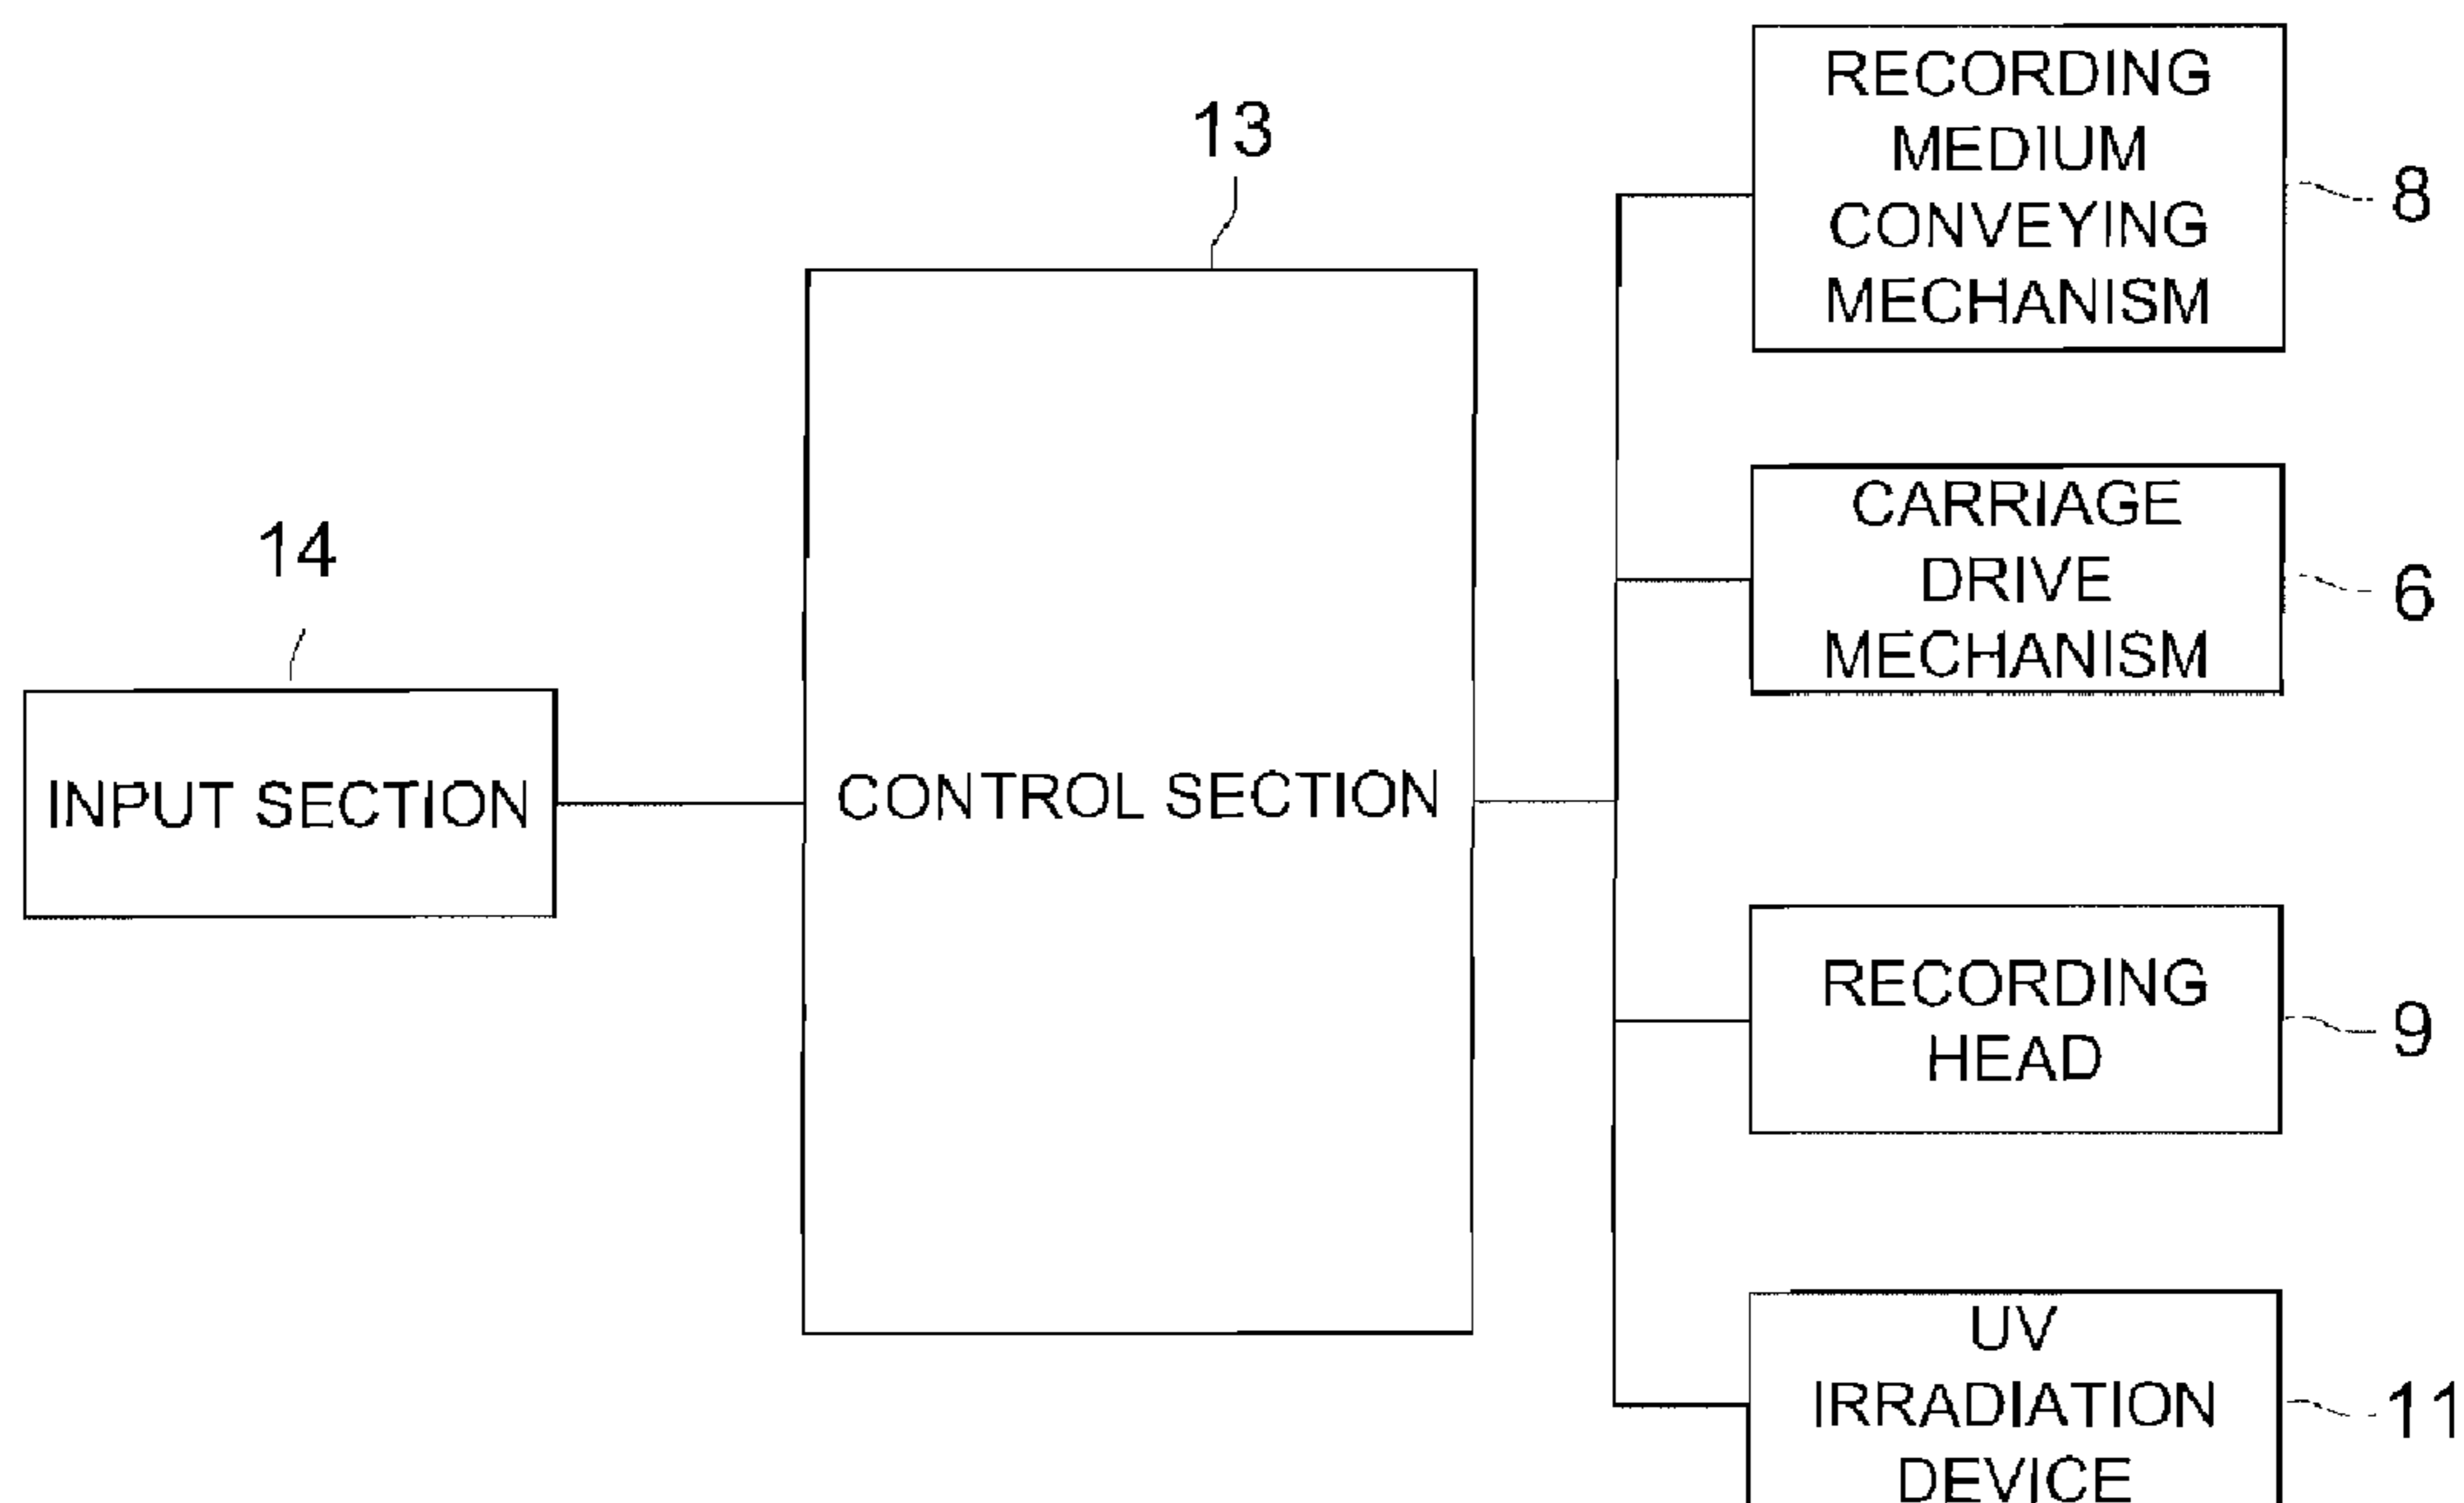 14
INPUT SECTION
13
CONTROL SECTION
RECORDING
MEDIUM
CONVEYING
MECHANISM
8
CARRIAGE
DRIVE
MECHANISM
6
RECORDING
HEAD
9
UV
IRRADIATION
DEVICE
11